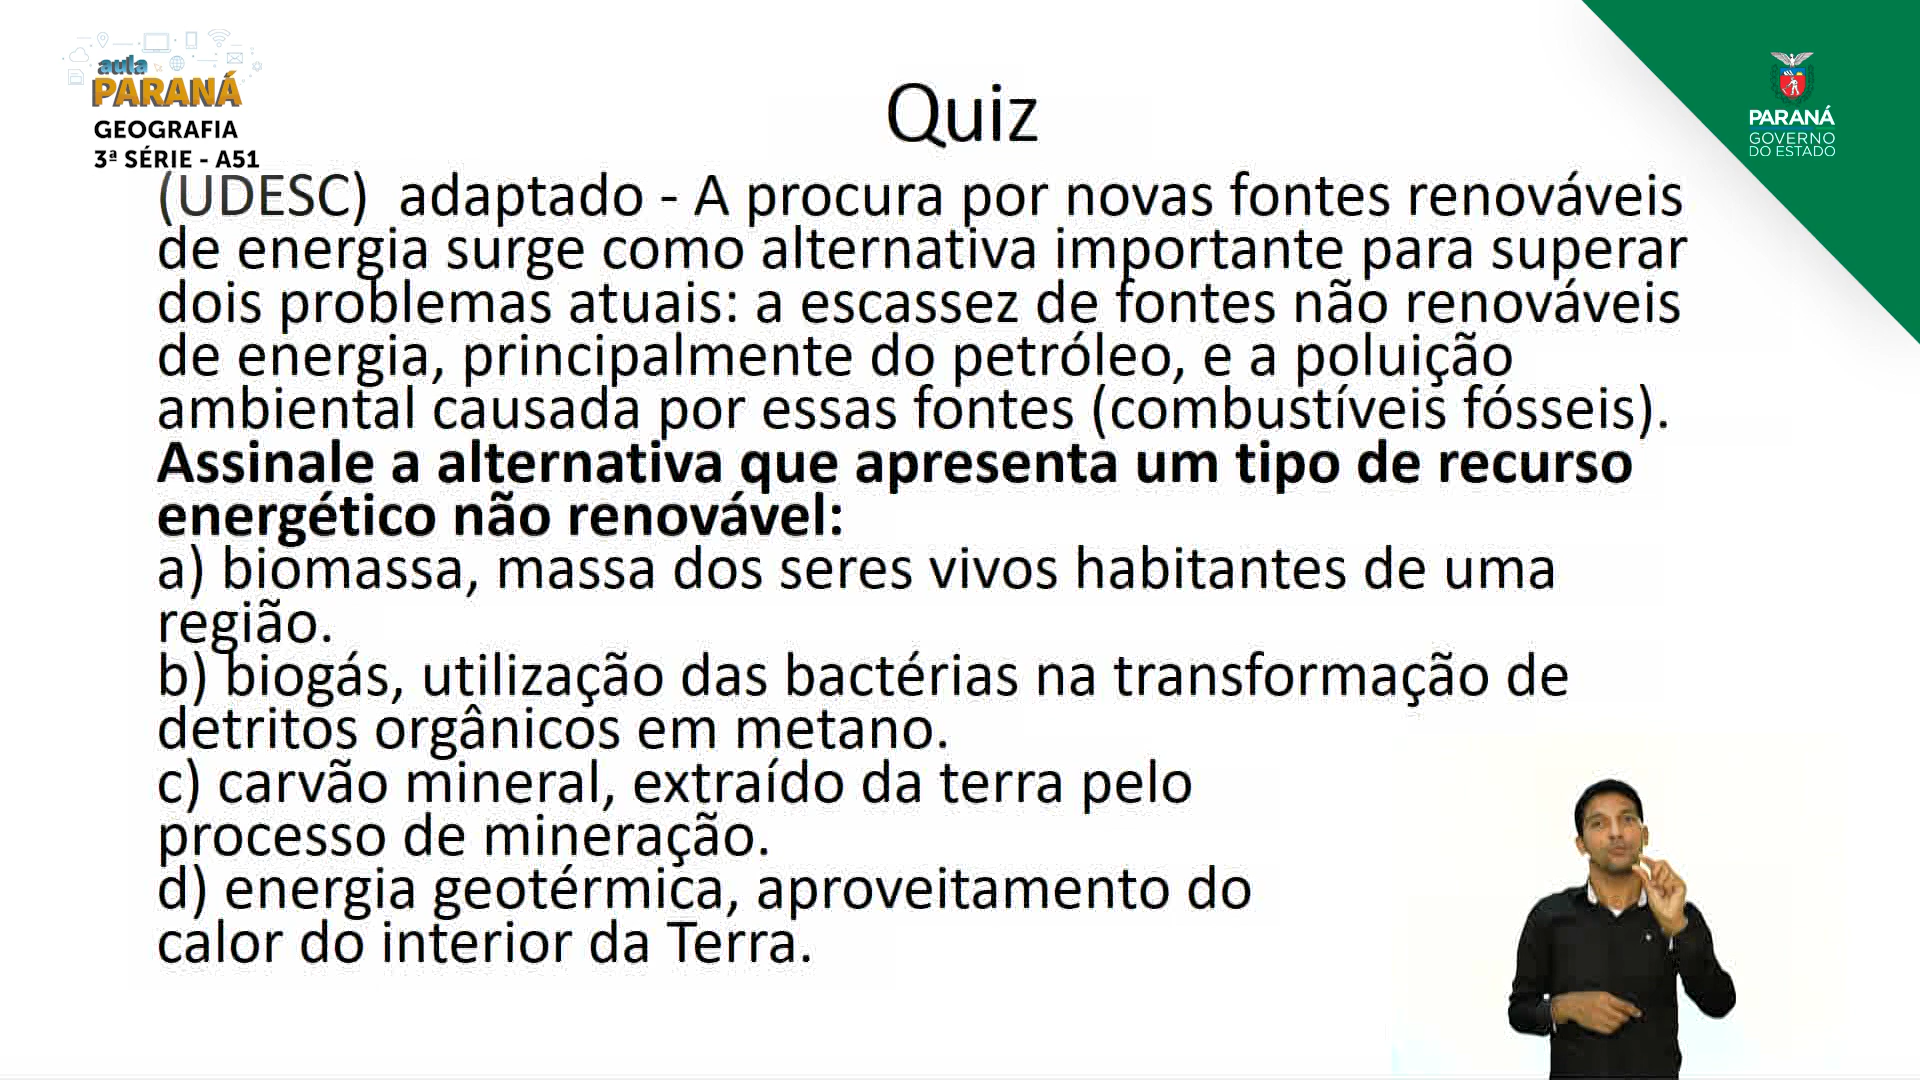 aula
PARANÁ
GEOGRAFIA
3ª SÉRIE - A51
Quiz
PARANÁ
GOVERNO
DO ESTADO
(UDESC) adaptado - A procura por novas fontes renováveis
de energia surge como alternativa importante para superar
dois problemas atuais: a escassez de fontes não renováveis
de energia, principalmente do petróleo, e a poluição
ambiental causada por essas fontes (combustíveis fósseis).
Assinale a alternativa que apresenta um tipo de recurso
energético não renovável:
a) biomassa, massa dos seres vivos habitantes de uma
região.
b) biogás, utilização das bactérias na transformação de
detritos orgânicos em metano.
c) carvão mineral, extraído da terra pelo
processo de mineração.
d) energia geotérmica, aproveitamento do
calor do interior da Terra.